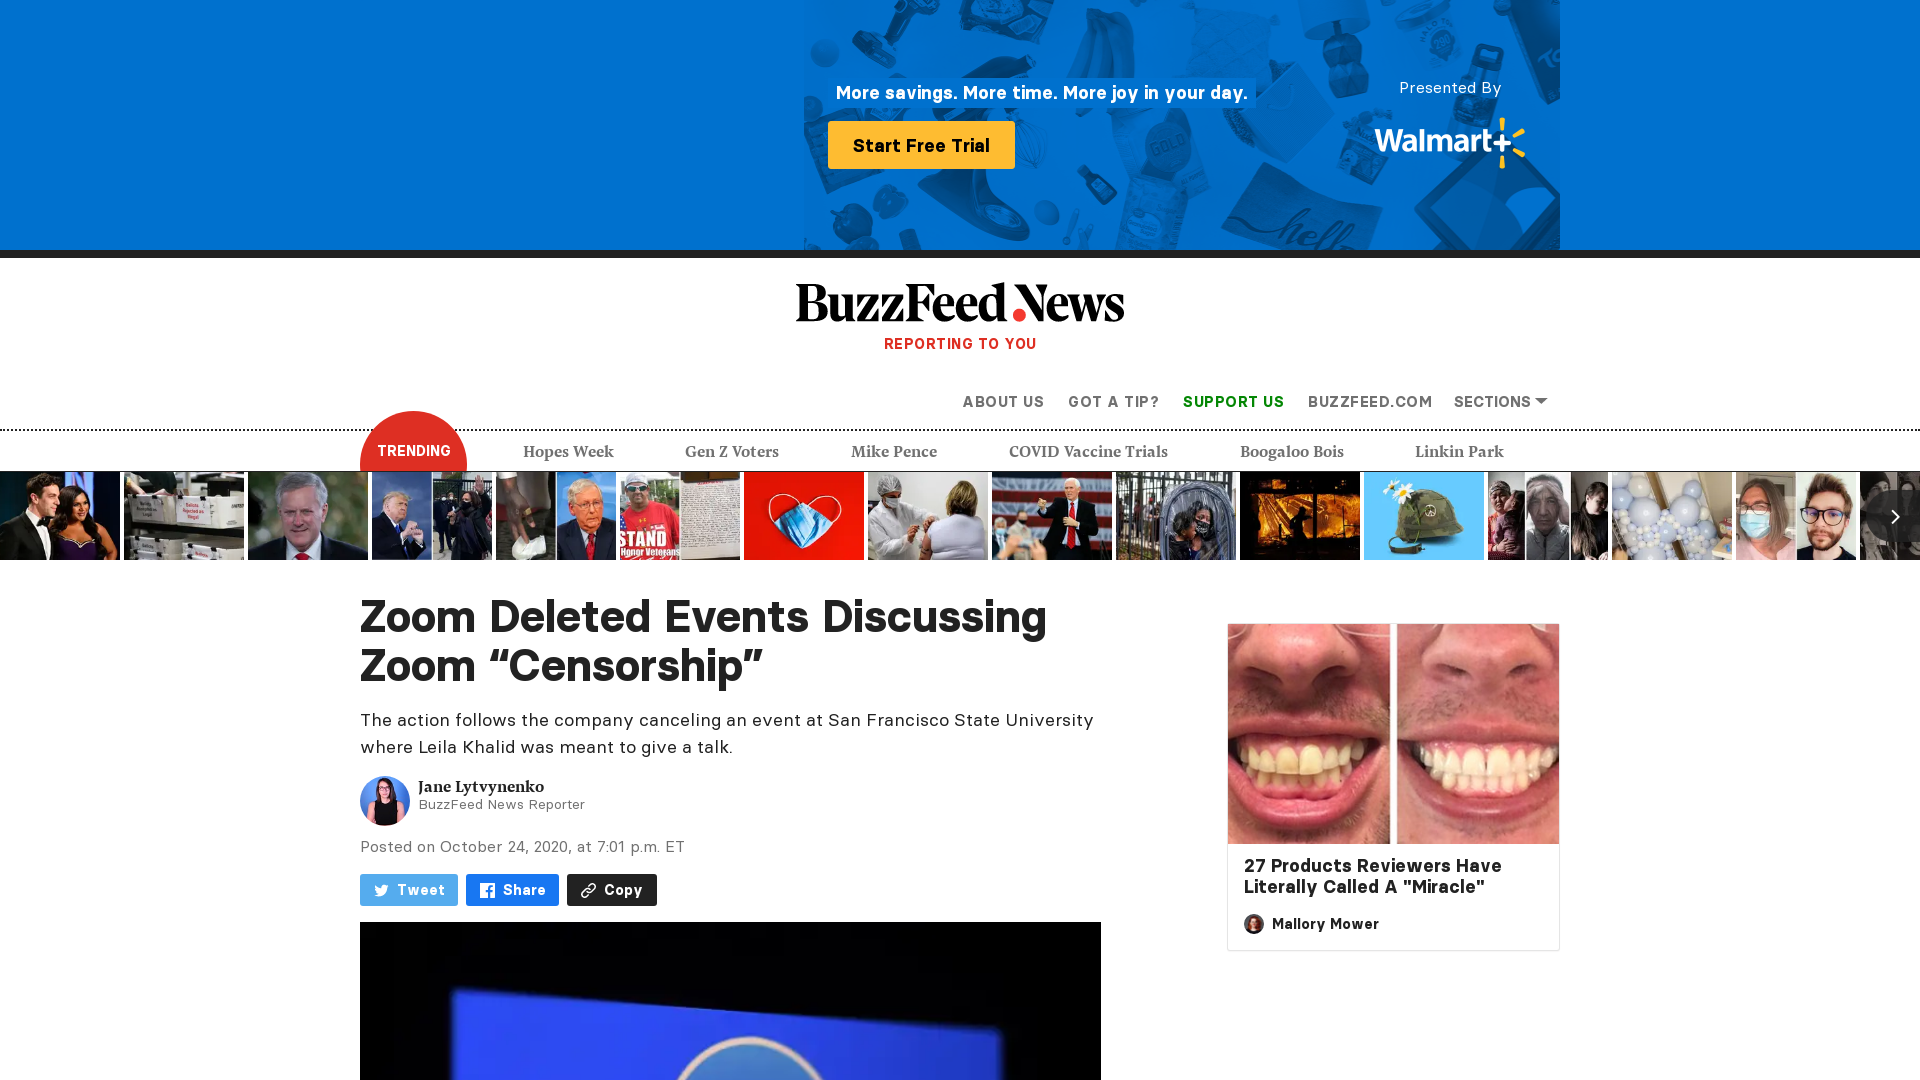 More savings. More time. More joy in your day.
Start Free Trial
Presented By
Walmart+
BuzzFeed News
REPORTING TO YOU
ABOUT US
GOT A TIP?
SUPPORT US
BUZZFEED.COM
SECTIONS
TRENDING
Hopes Week
Gen Z Voters
Mike Pence
COVID Vaccine Trials
Boogaloo Bois
Linkin Park
STAND
Honor Veterans
Zoom Deleted Events Discussing
Zoom “Censorship”
The action follows the company canceling an event at San Francisco State University
where Leila Khalid was meant to give a talk.
Jane Lytvynenko
BuzzFeed News Reporter
Posted on October 24, 2020, at 7:01 p.m. ET
Tweet
Share
Copy
27 Products Reviewers Have
Literally Called A "Miracle"
Mallory Mower